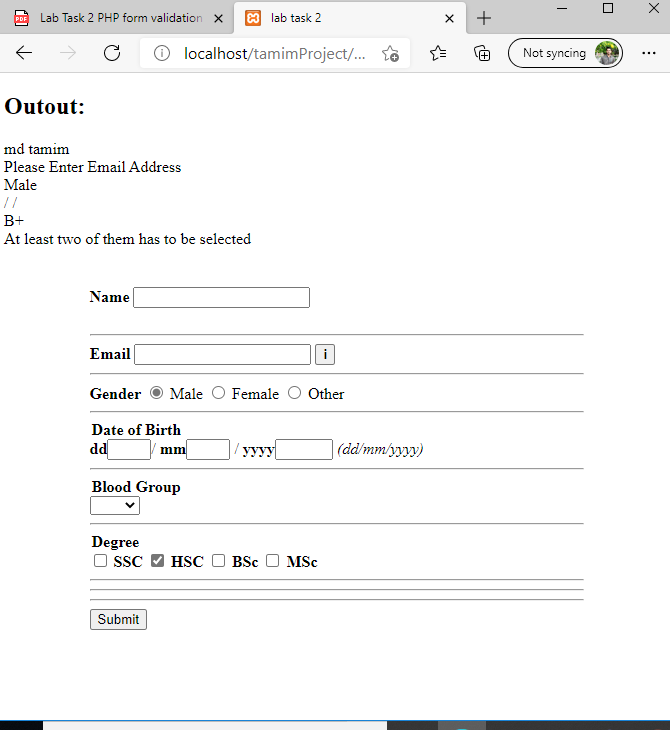 Lab Task 2 PHP form validation
lab task 2
localhost/tamimProject/...
Not syncing
Outout:
md tamim
Please Enter Email Address
Male
/ /
B+
At least two of them has to be selected
Name
Email i
Gender Male Female Other
Date of Birth
dd / mm / yyyy (dd/mm/yyyy)
Blood Group
Degree
SSC HSC BSc MSc
Submit